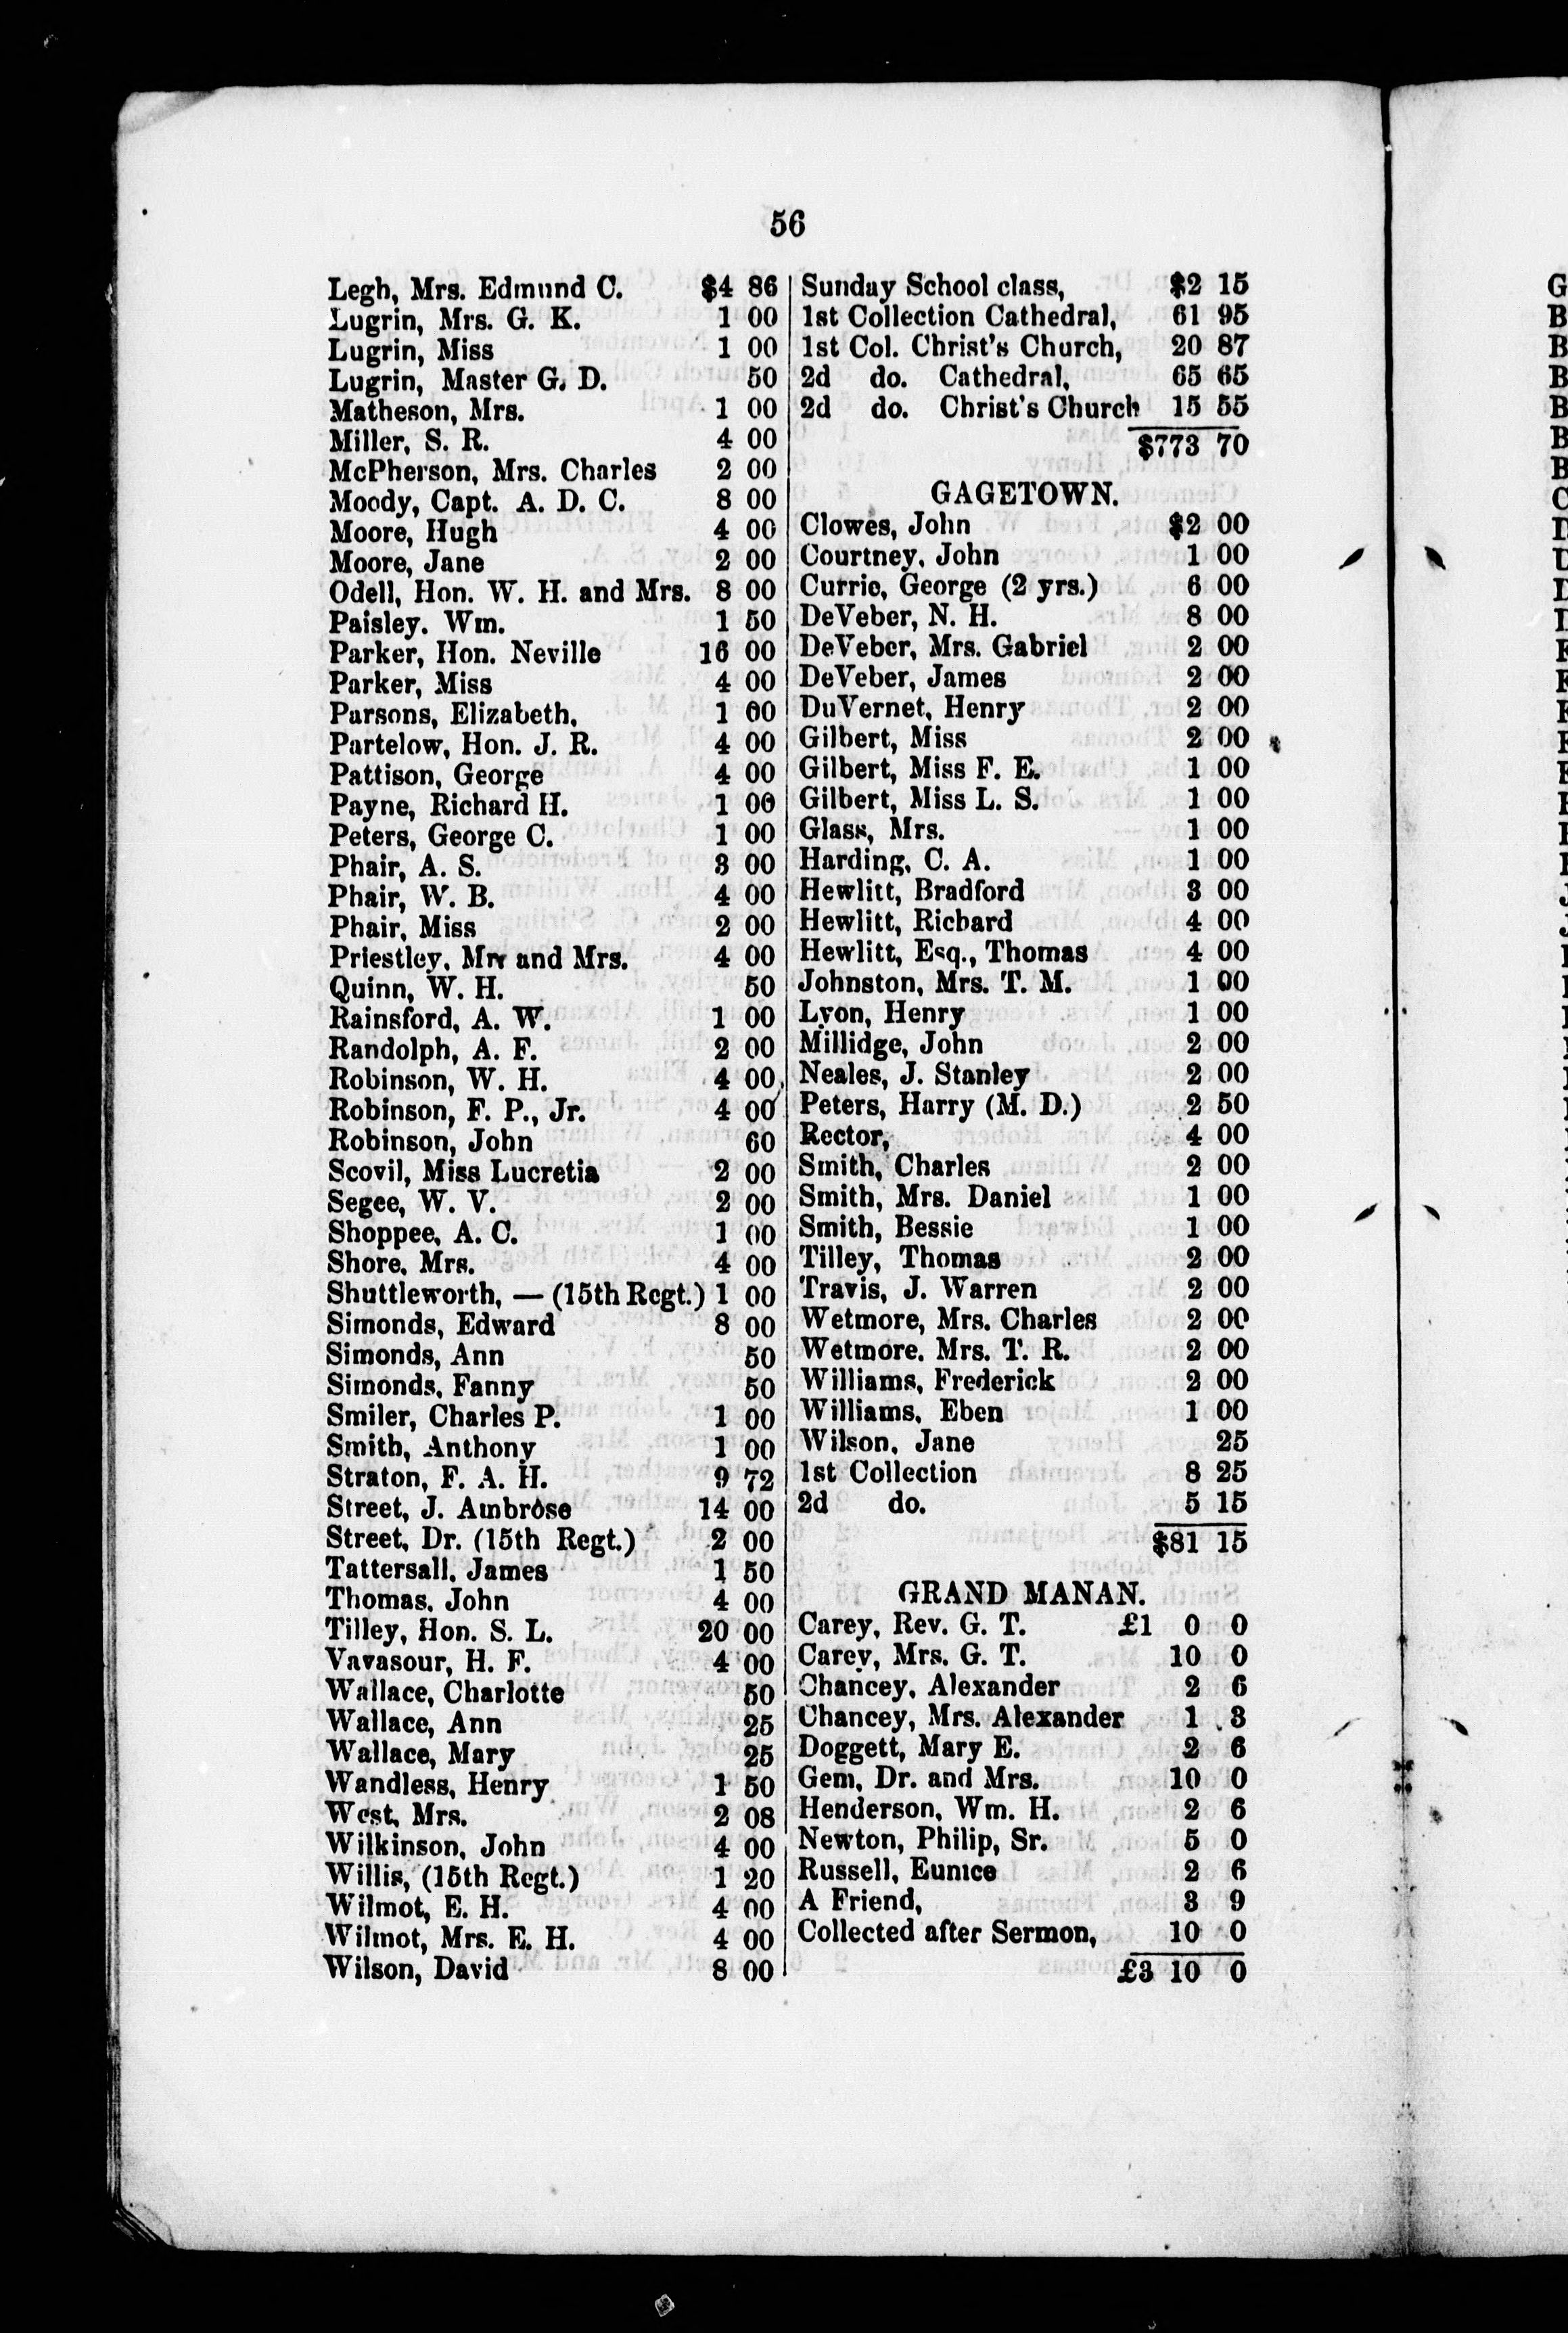 56
Legh, Mrs. Edmund C. $4 86
Lugrin, Mrs. G. K. 1 00
Lugrin, Miss 1 00
Lugrin, Master G. D. 50
Matheson, Mrs. 1 00
Miller, S. R. 4 00
McPherson, Mrs. Charles 2 00
Moody, Capt. A. D. C. 8 00
Moore, Hugh 4 00
Moore, Jane 2 00
Odell, Hon. W. H. and Mrs. 8 00
Paisley. Wm. 1 50
Parker, Hon. Neville 16 00
Parker, Miss 4 00
Parsons, Elizabeth, 1 00
Partelow, Hon. J. R. 4 00
Pattison, George 4 00
Payne, Richard H. 1 00
Peters, George C. 1 00
Phair, A. S. 3 00
Phair, W. B. 4 00
Phair, Miss 2 00
Priestley, Mr. and Mrs. 4 00
Quinn, W. H. 50
Rainsford, A. W. 1 00
Randolph, A. F. 2 00
Robinson, W. H. 4 00
Robinson, F. P., Jr. 4 00
Robinson, John 60
Scovil, Miss Lucretia 2 00
Segee, W. V. 2 00
Shoppee, A. C. 1 00
Shore, Mrs. 4 00
Shuttleworth, — (15th Regt.) 1 00
Simonds, Edward 8 00
Simonds, Ann 50
Simonds, Fanny 50
Smiler, Charles P. 1 00
Smith, Anthony 1 00
Straton, F. A. H. 9 72
Street, J. Ambrose 14 00
Street, Dr. (15th Regt.) 2 00
Tattersall, James 1 50
Thomas, John 4 00
Tilley, Hon. S. L. 20 00
Vavasour, H. F. 4 00
Wallace, Charlotte 50
Wallace, Ann 25
Wallace, Mary 25
Wandless, Henry 1 50
West, Mrs. 2 08
Wilkinson, John 4 00
Willis, (15th Regt.) 1 20
Wilmot, E. H. 4 00
Wilmot, Mrs. E. H. 4 00
Wilson, David 8 00
Sunday School class, $2 15
1st Collection Cathedral, 61 95
1st Col. Christ's Church, 20 87
2d do. Cathedral, 65 65
2d do. Christ's Church 15 55
$773 70
GAGETOWN.
Clowes, John $2 00
Courtney, John 1 00
Currie, George (2 yrs.) 6 00
DeVeber, N. H. 8 00
DeVeber, Mrs. Gabriel 2 00
DeVeber, James 2 00
DuVernet, Henry 2 00
Gilbert, Miss 2 00
Gilbert, Miss F. E. 1 00
Gilbert, Miss L. S. 1 00
Glass, Mrs. 1 00
Harding, C. A. 1 00
Hewlitt, Bradford 3 00
Hewlitt, Richard 4 00
Hewlitt, Esq., Thomas 4 00
Johnston, Mrs. T. M. 1 00
Lyon, Henry 1 00
Millidge, John 2 00
Neales, J. Stanley 2 00
Peters, Harry (M. D.) 2 50
Rector, 4 00
Smith, Charles 2 00
Smith, Mrs. Daniel 1 00
Smith, Bessie 1 00
Tilley, Thomas 2 00
Travis, J. Warren 2 00
Wetmore, Mrs. Charles 2 00
Wetmore, Mrs. T. R. 2 00
Williams, Frederick 2 00
Williams, Eben 1 00
Wilson, Jane 25
1st Collection 8 25
2d do. 5 15
$81 15
GRAND MANAN.
Carey, Rev. G. T. £1 0 0
Carey, Mrs. G. T. 10 0
Chancey, Alexander 2 6
Chancey, Mrs. Alexander 1 3
Doggett, Mary E. 2 6
Gem, Dr. and Mrs. 10 0
Henderson, Wm. H. 2 6
Newton, Philip, Sr. 5 0
Russell, Eunice 2 6
A Friend, 3 9
Collected after Sermon, 10 0
£3 10 0